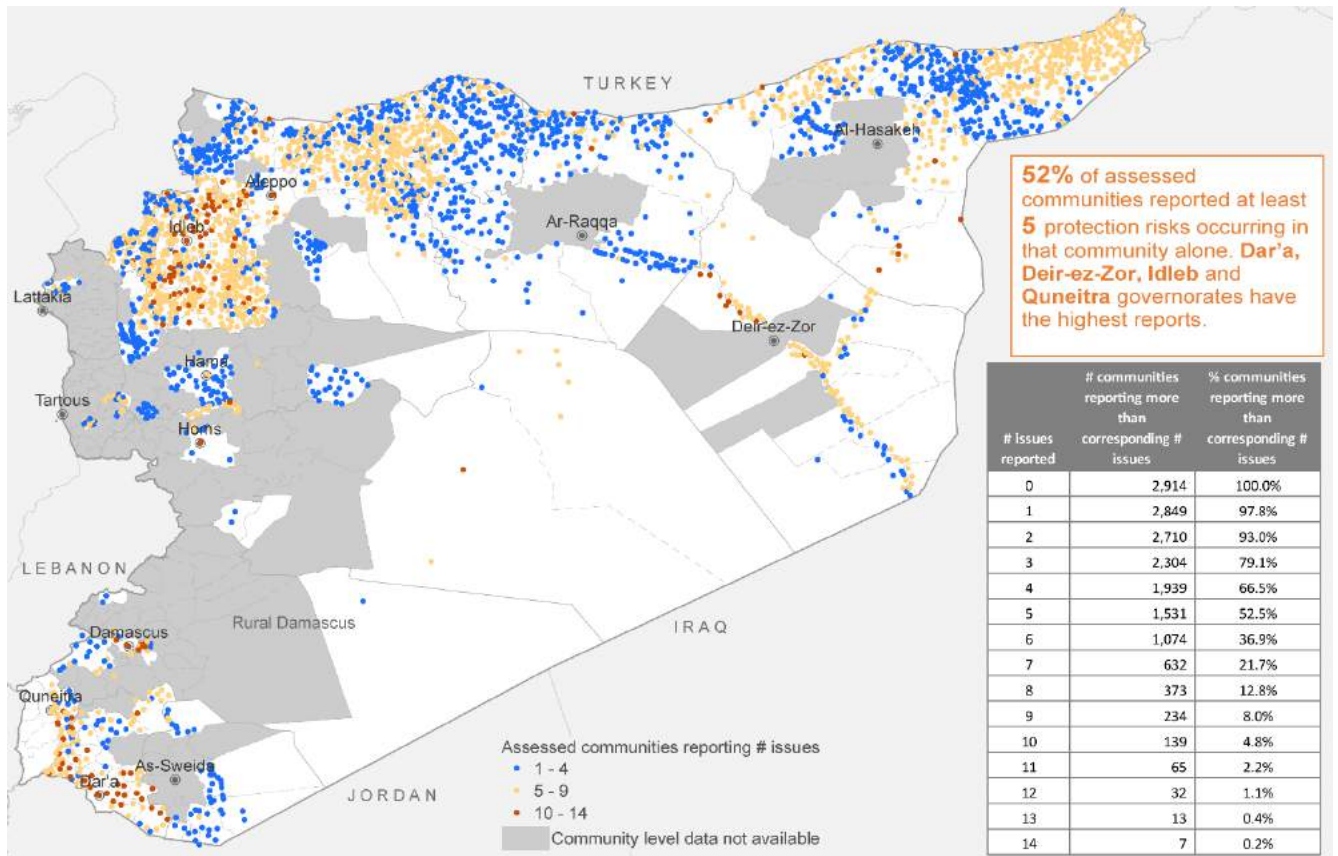 TURKEY
Al-Hasakeh
Aleppo
Idleb
Ar-Raqqa
Lattakia
Deir-ez-Zor
Hama
Tartous
Homs
LEBANON
Rural Damascus
IRAQ
Damascus
Quneitra
As-Sweida
Dar'a
JORDAN
52% of assessed
communities reported at least
5 protection risks occurring in
that community alone. Dar'a,
Deir-ez-Zor, Idleb and
Quneitra governorates have
the highest reports.
# issues reported # communities reporting more than corresponding # issues % communities reporting more than corresponding # issues
0 2,914 100.0%
1 2,849 97.8%
2 2,710 93.0%
3 2,304 79.1%
4 1,939 66.5%
5 1,531 52.5%
6 1,074 36.9%
7 632 21.7%
8 373 12.8%
9 234 8.0%
10 139 4.8%
11 65 2.2%
12 32 1.1%
13 13 0.4%
14 7 0.2%
Assessed communities reporting # issues
1 - 4
5 - 9
10 - 14
Community level data not available